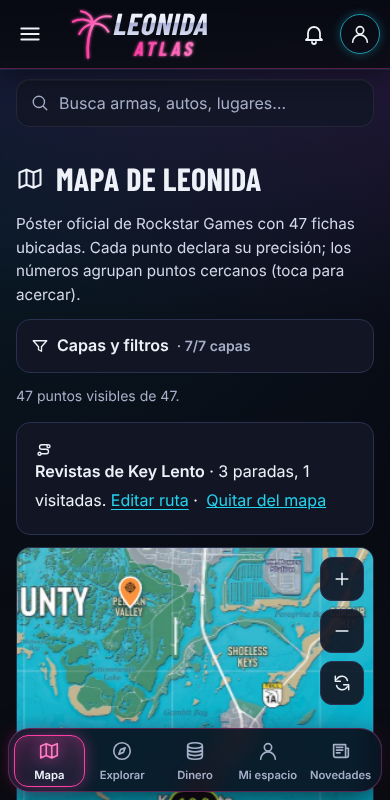 LEONIDA
ATLAS
Busca armas, autos, lugares...
MAPA DE LEONIDA
Póster oficial de Rockstar Games con 47 fichas
ubicadas. Cada punto declara su precisión; los
números agrupan puntos cercanos (toca para
acercar).
Capas y filtros · 7/7 capas
47 puntos visibles de 47.
Revistas de Key Lento · 3 paradas, 1
visitadas. Editar ruta · Quitar del mapa
UNTY
VALLEY
SHOELESS
KEYS
1A
Mapa
Explorar
Dinero
Mi espacio
Novedades